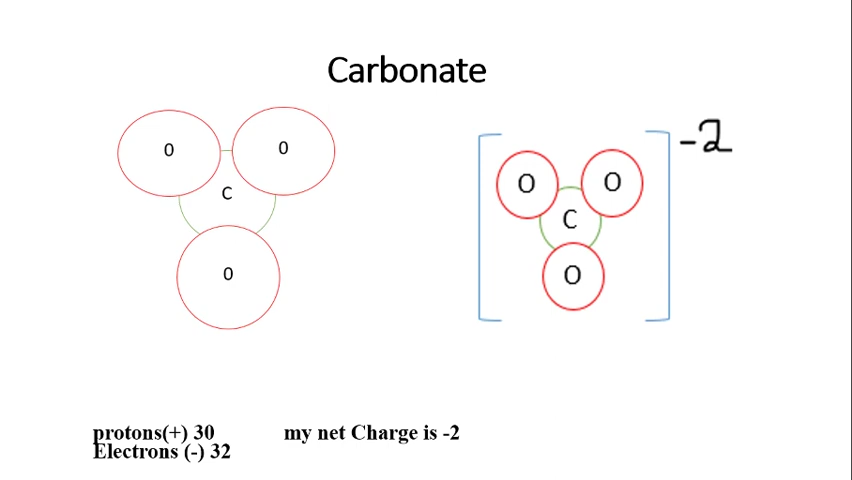 Carbonate
0 0
C
0
O O
C
O
-2
protons(+) 30 my net Charge is -2
Electrons (-) 32